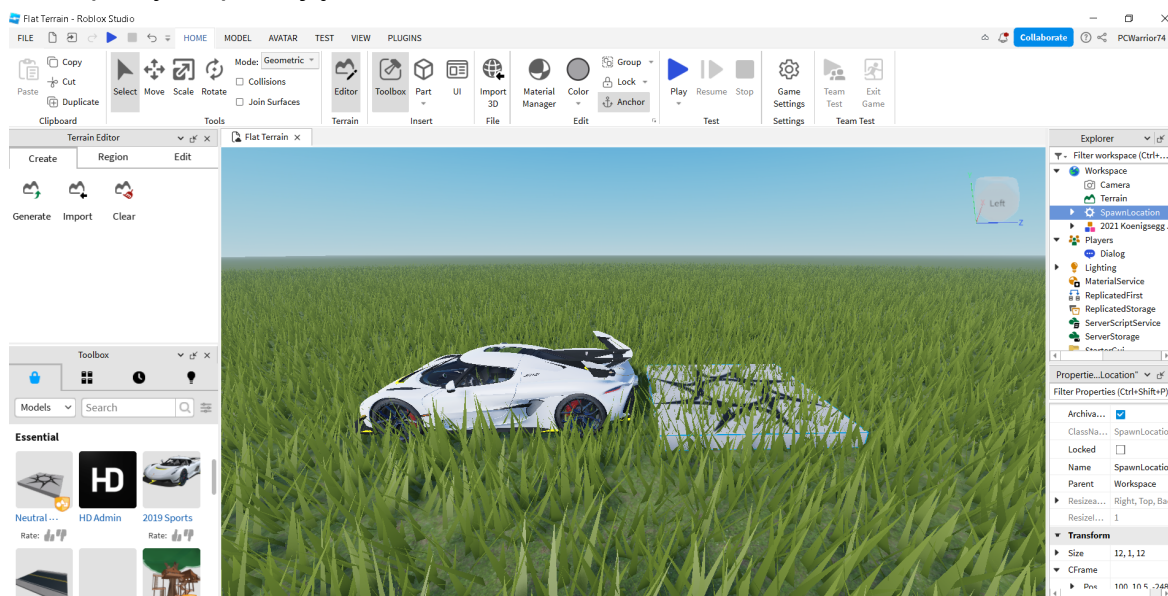 Flat Terrain - Roblox Studio
FILE HOME MODEL AVATAR TEST VIEW PLUGINS Collaborate PCWarrior74
Paste Copy Cut Duplicate Clipboard
Select Move Scale Rotate Mode: Geometric Collisions Join Surfaces Tools
Editor Terrain
Toolbox Part UI Insert
Import 3D File
Material Manager Color Group Lock Anchor Edit
Play Resume Stop Test
Game Settings Settings
Team Test Exit Game Team Test
Terrain Editor
Create Region Edit
Generate Import Clear
Flat Terrain
Left
Z
Toolbox
Models Search
Essential
HD
Neutral ... HD Admin 2019 Sports
Rate: Rate:
Explorer
Filter workspace (Ctrl+...
Workspace
Camera
Terrain
SpawnLocation
2021 Koenigsegg
Players
Dialog
Lighting
MaterialService
ReplicatedFirst
ReplicatedStorage
ServerScriptService
ServerStorage
Propertie...Location"
Filter Properties (Ctrl+Shift+P)
Archiva...
ClassNa... SpawnLocatio
Locked
Name SpawnLocatio
Parent Workspace
Resizea... Right, Top, Ba
Resizel... 1
Transform
Size 12, 1, 12
CFrame
Pos 100, 10.5, -248